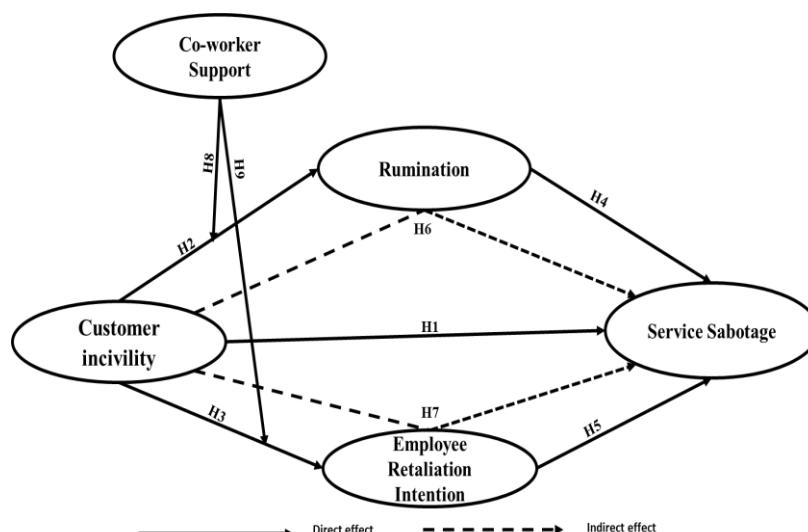 Co-worker
Support
H8
H9
Rumination
H2
H4
H6
Customer
incivility
H1
Service Sabotage
H3
H7
H5
Employee
Retaliation
Intention
Direct effect
Indirect effect